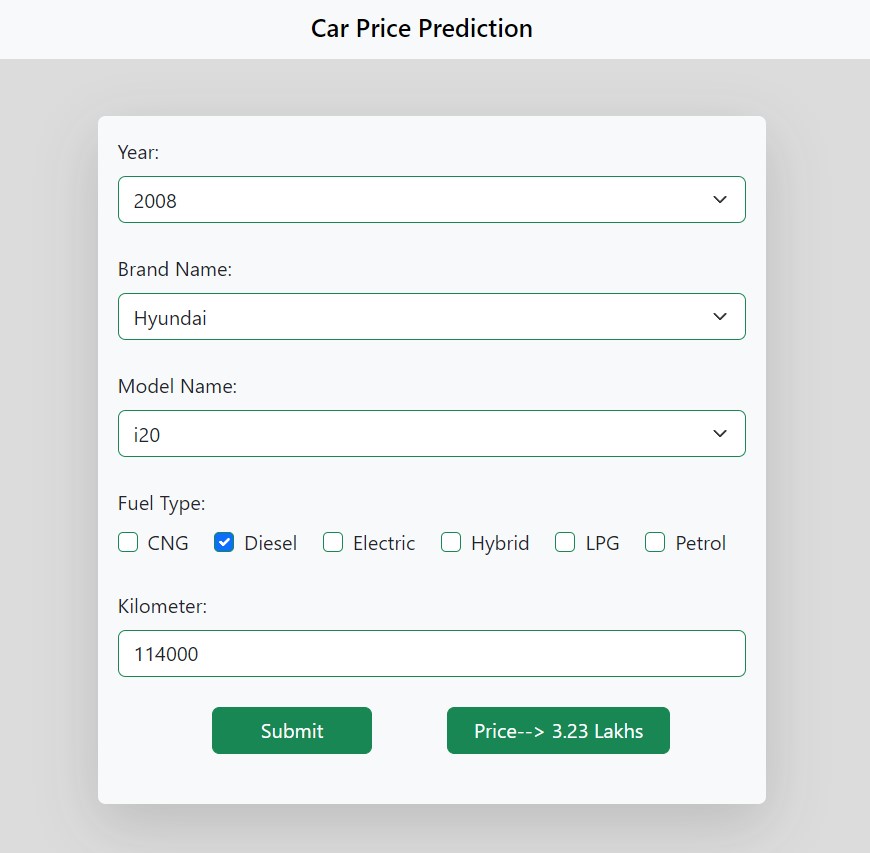 Car Price Prediction
Year:
2008
Brand Name:
Hyundai
Model Name:
i20
Fuel Type:
CNG Diesel Electric Hybrid LPG Petrol
Kilometer:
114000
Submit Price--> 3.23 Lakhs